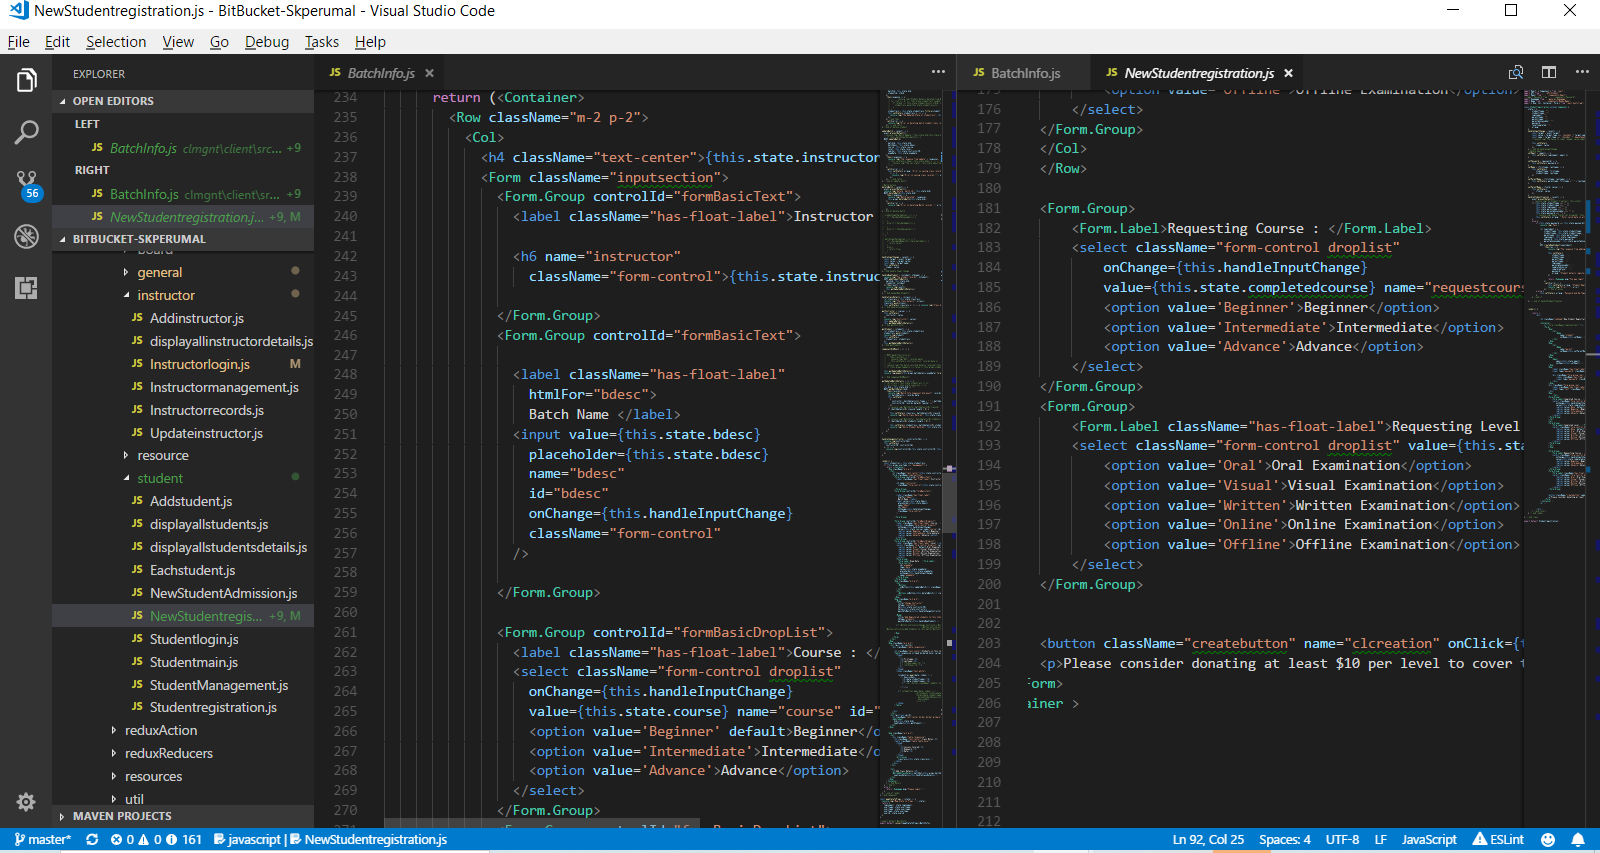 NewStudentregistration.js - BitBucket-Skperumal - Visual Studio Code
File Edit Selection View Go Debug Tasks Help
EXPLORER
OPEN EDITORS
LEFT
JS BatchInfo.js clmgnt\client\src... +9
RIGHT
JS BatchInfo.js clmgnt\client\sr... +9
JS NewStudentregistration.j... +9, M
BITBUCKET-SKPERUMAL
board
general
instructor
JS Addinstructor.js
JS displayallinstructordetails.js
JS Instructorlogin.js M
JS Instructormanagement.js
JS Instructorrecords.js
JS Updateinstructor.js
resource
student
JS Addstudent.js
JS displayallstudents.js
JS displayallstudentsdetails.js
JS Eachstudent.js
JS NewStudentAdmission.js
JS NewStudentregis... +9, M
JS Studentlogin.js
JS Studentmain.js
JS StudentManagement.js
JS Studentregistration.js
reduxAction
reduxReducers
resources
util
MAVEN PROJECTS
56
JS BatchInfo.js
234 return (<Container>
235 <Row className="m-2 p-2">
236 <Col>
237 <h4 className="text-center">{this.state.instructor
238 <Form className="inputsection">
239 <Form.Group controlId="formBasicText">
240 <label className="has-float-label">Instructor
241
242 <h6 name="instructor"
243 className="form-control">{this.state.instruc
244
245 </Form.Group>
246 <Form.Group controlId="formBasicText">
247
248 <label className="has-float-label"
249 htmlFor="bdesc">
250 Batch Name </label>
251 <input value={this.state.bdesc}
252 placeholder={this.state.bdesc}
253 name="bdesc"
254 id="bdesc"
255 onChange={this.handleInputChange}
256 className="form-control"
257 />
258
259 </Form.Group>
260
261 <Form.Group controlId="formBasicDropList">
262 <label className="has-float-label">Course : </
263 <select className="form-control droplist"
264 onChange={this.handleInputChange}
265 value={this.state.course} name="course" id="
266 <option value='Beginner' default>Beginner</o
267 <option value='Intermediate'>Intermediate</o
268 <option value='Advance'>Advance</option>
269 </select>
270 </Form.Group>
JS BatchInfo.js JS NewStudentregistration.js
175 <option value='Offline'>Offline Examination</option>
176 </select>
177 </Form.Group>
178 </Col>
179 </Row>
180
181 <Form.Group>
182 <Form.Label>Requesting Course : </Form.Label>
183 <select className="form-control droplist"
184 onChange={this.handleInputChange}
185 value={this.state.completedcourse} name="requestcours
186 <option value='Beginner'>Beginner</option>
187 <option value='Intermediate'>Intermediate</option>
188 <option value='Advance'>Advance</option>
189 </select>
190 </Form.Group>
191 <Form.Group>
192 <Form.Label className="has-float-label">Requesting Level
193 <select className="form-control droplist" value={this.sta
194 <option value='Oral'>Oral Examination</option>
195 <option value='Visual'>Visual Examination</option>
196 <option value='Written'>Written Examination</option>
197 <option value='Online'>Online Examination</option>
198 <option value='Offline'>Offline Examination</option>
199 </select>
200 </Form.Group>
201
202
203 <button className="createbutton" name="clcreation" onClick={t
204 <p>Please consider donating at least $10 per level to cover t
205 Form>
206 ainer >
207
208
209
210
211
212
master* 0 0 161 javascript | NewStudentregistration.js Ln 92, Col 25 Spaces: 4 UTF-8 LF JavaScript ESLint